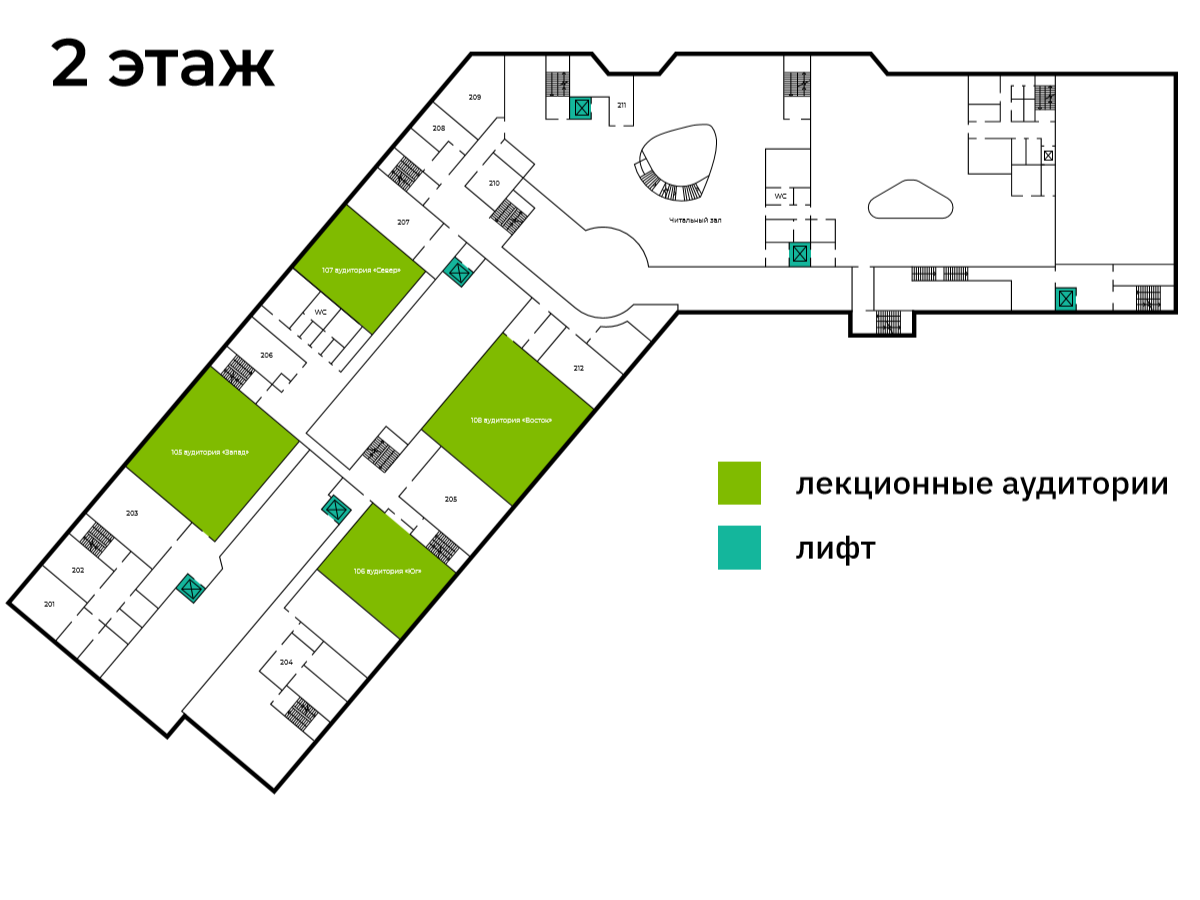 2 этаж
209
211
208
210
WC
207
Читальный зал
107 аудитория «Север»
WC
206
212
108 аудитория «Восток»
105 аудитория «Запад»
205
203
202
106 аудитория «Юг»
201
204
лекционные аудитории
лифт